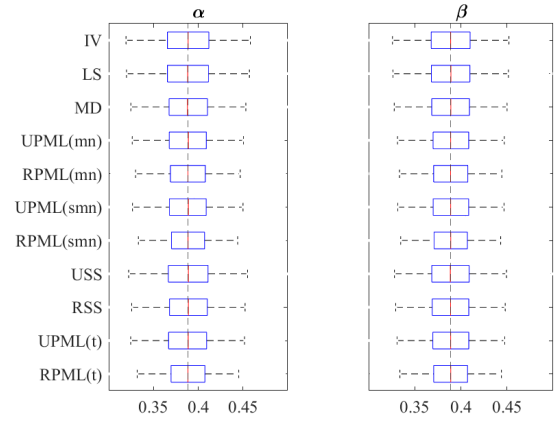 α
β
IV
LS
MD
UPML(mn)
RPML(mn)
UPML(smn)
RPML(smn)
USS
RSS
UPML(t)
RPML(t)
0.35 0.4 0.45
0.35 0.4 0.45